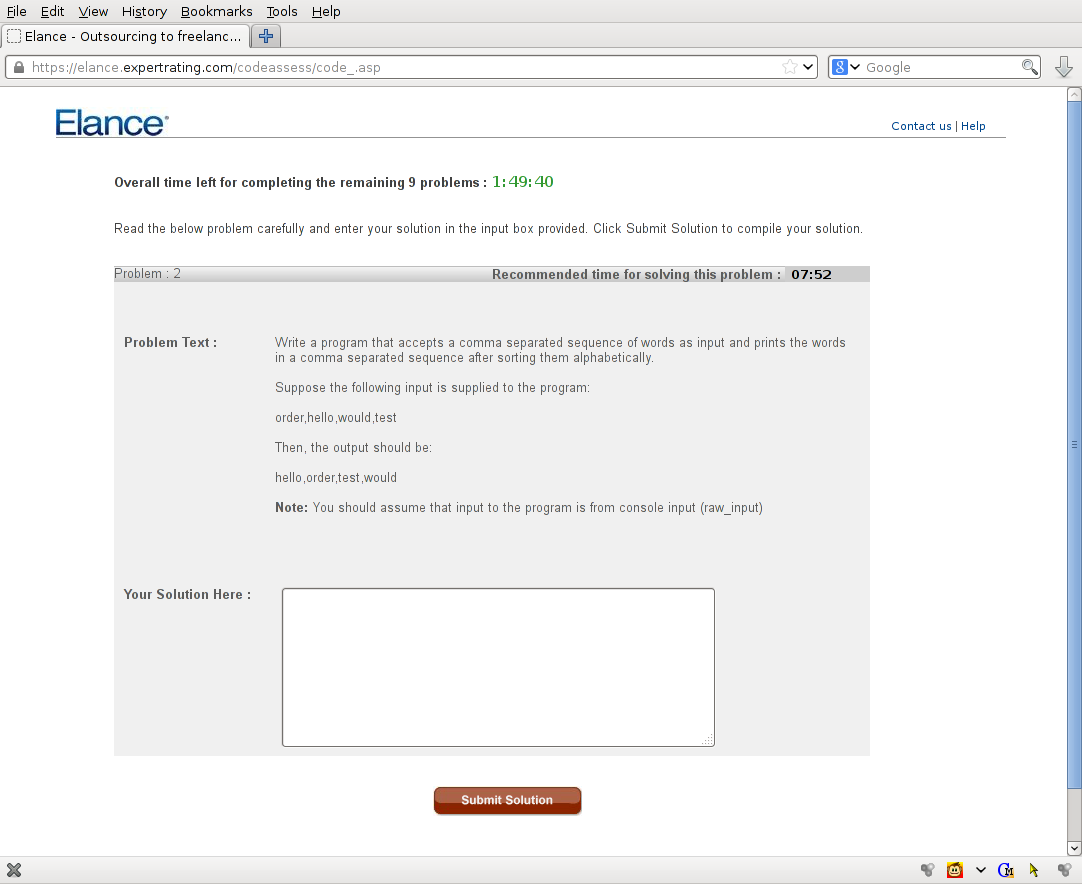 File Edit View History Bookmarks Tools Help
Elance - Outsourcing to freelanc...
https://elance.expertrating.com/codeassess/code_.asp
8 Google
Elance
Contact us | Help
Overall time left for completing the remaining 9 problems : 1:49:40
Read the below problem carefully and enter your solution in the input box provided. Click Submit Solution to compile your solution.
Problem : 2 Recommended time for solving this problem : 07:52
Problem Text : Write a program that accepts a comma separated sequence of words as input and prints the words
in a comma separated sequence after sorting them alphabetically.
Suppose the following input is supplied to the program:
order,hello,would,test
Then, the output should be:
hello,order,test,would
Note: You should assume that input to the program is from console input (raw_input)
Your Solution Here :
Submit Solution